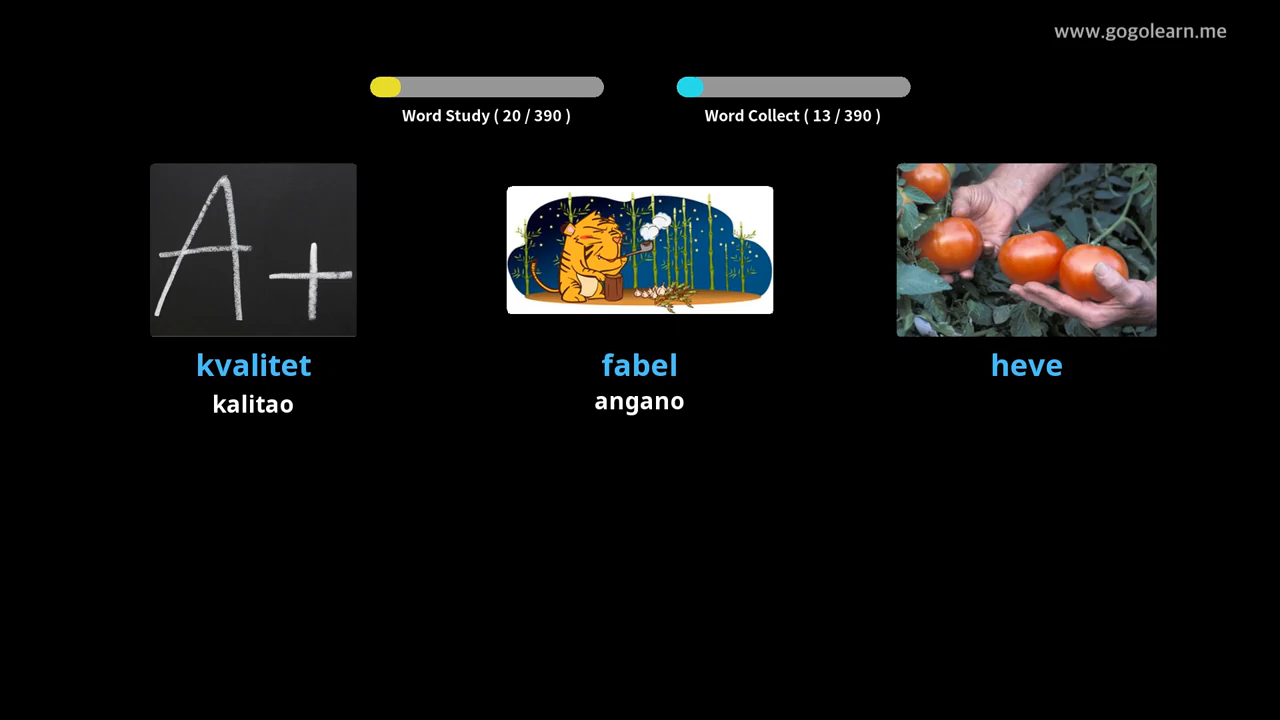 www.gogolearn.me
Word Study ( 20 / 390 )
Word Collect ( 13 / 390 )
A+
kvalitet
fabel
heve
kalitao
angano